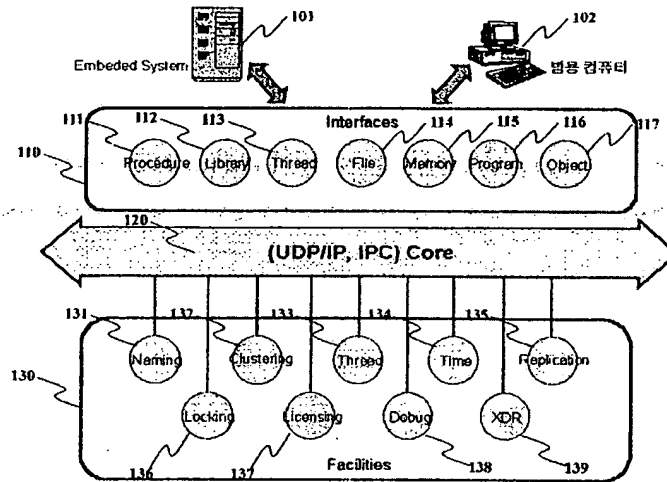 101
102
Embeded System
범용 컴퓨터
111
112
113
Interfaces
114
115
116
117
110
Procedure
Library
Thread
File
Memory
Program
Object
120
(UDP/IP, IPC) Core
131
132
133
134
135
Naming
Clustering
Thread
Time
Replication
130
Locking
Licensing
Debug
XDR
136
137
Facilities
138
139